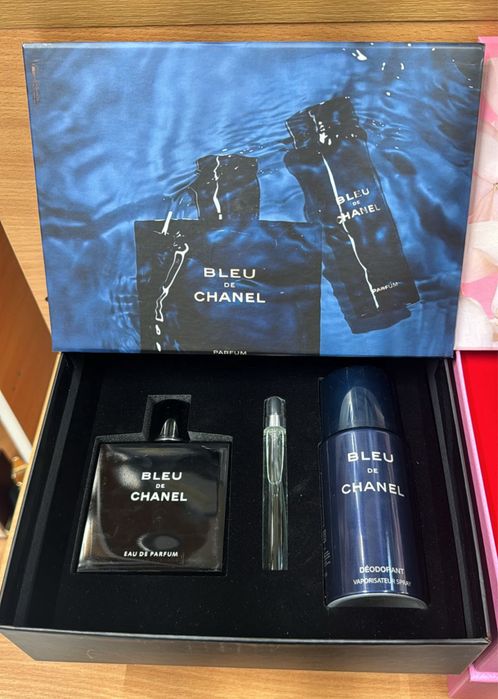 BLEU
DE
CHANEL
PARFUM
BLEU
DE
CHANEL
PARFUM
BLEU
DE
CHANEL
EAU DE PARFUM
BLEU
DE
CHANEL
DÉODORANT
VAPORISATEUR SPRAY